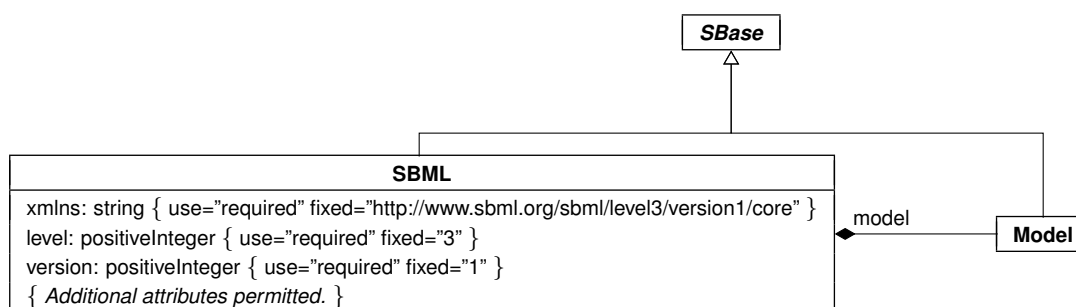 SBase
SBML
xmlns: string { use=”required” fixed=”http://www.sbml.org/sbml/level3/version1/core” }
level: positiveInteger { use=”required” fixed=”3” }
version: positiveInteger { use=”required” fixed=”1” }
{ Additional attributes permitted. }
model
Model